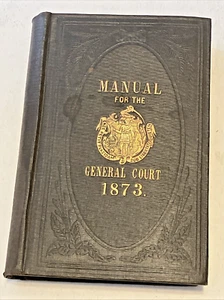 MANUAL
FOR THE
GENERAL COURT
1873.